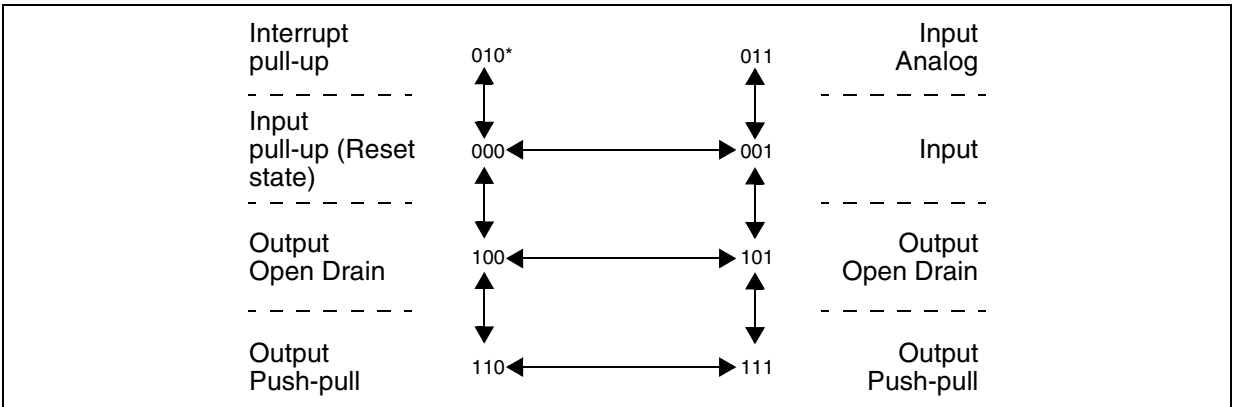 Interrupt
pull-up
010*
011
Input
Analog
Input
pull-up (Reset
state)
000
001
Input
Output
Open Drain
100
101
Output
Open Drain
Output
Push-pull
110
111
Output
Push-pull